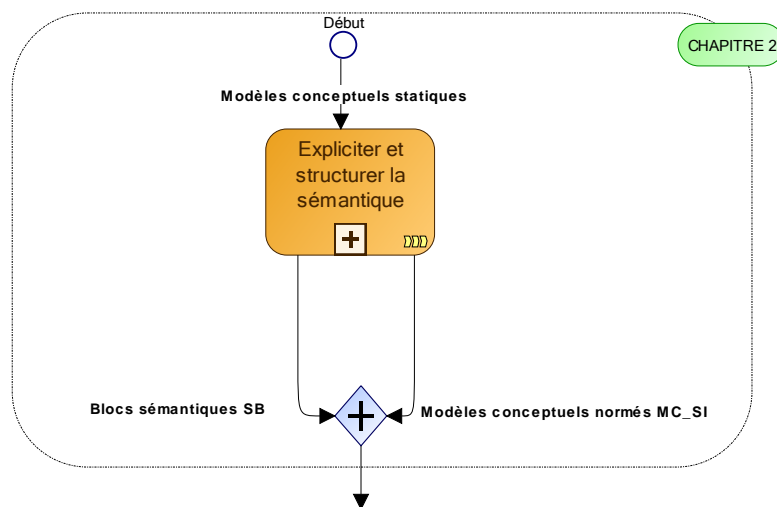 Début
CHAPITRE 2
Modèles conceptuels statiques
Expliciter et
structurer la
sémantique
Blocs sémantiques SB
Modèles conceptuels normés MC_SI